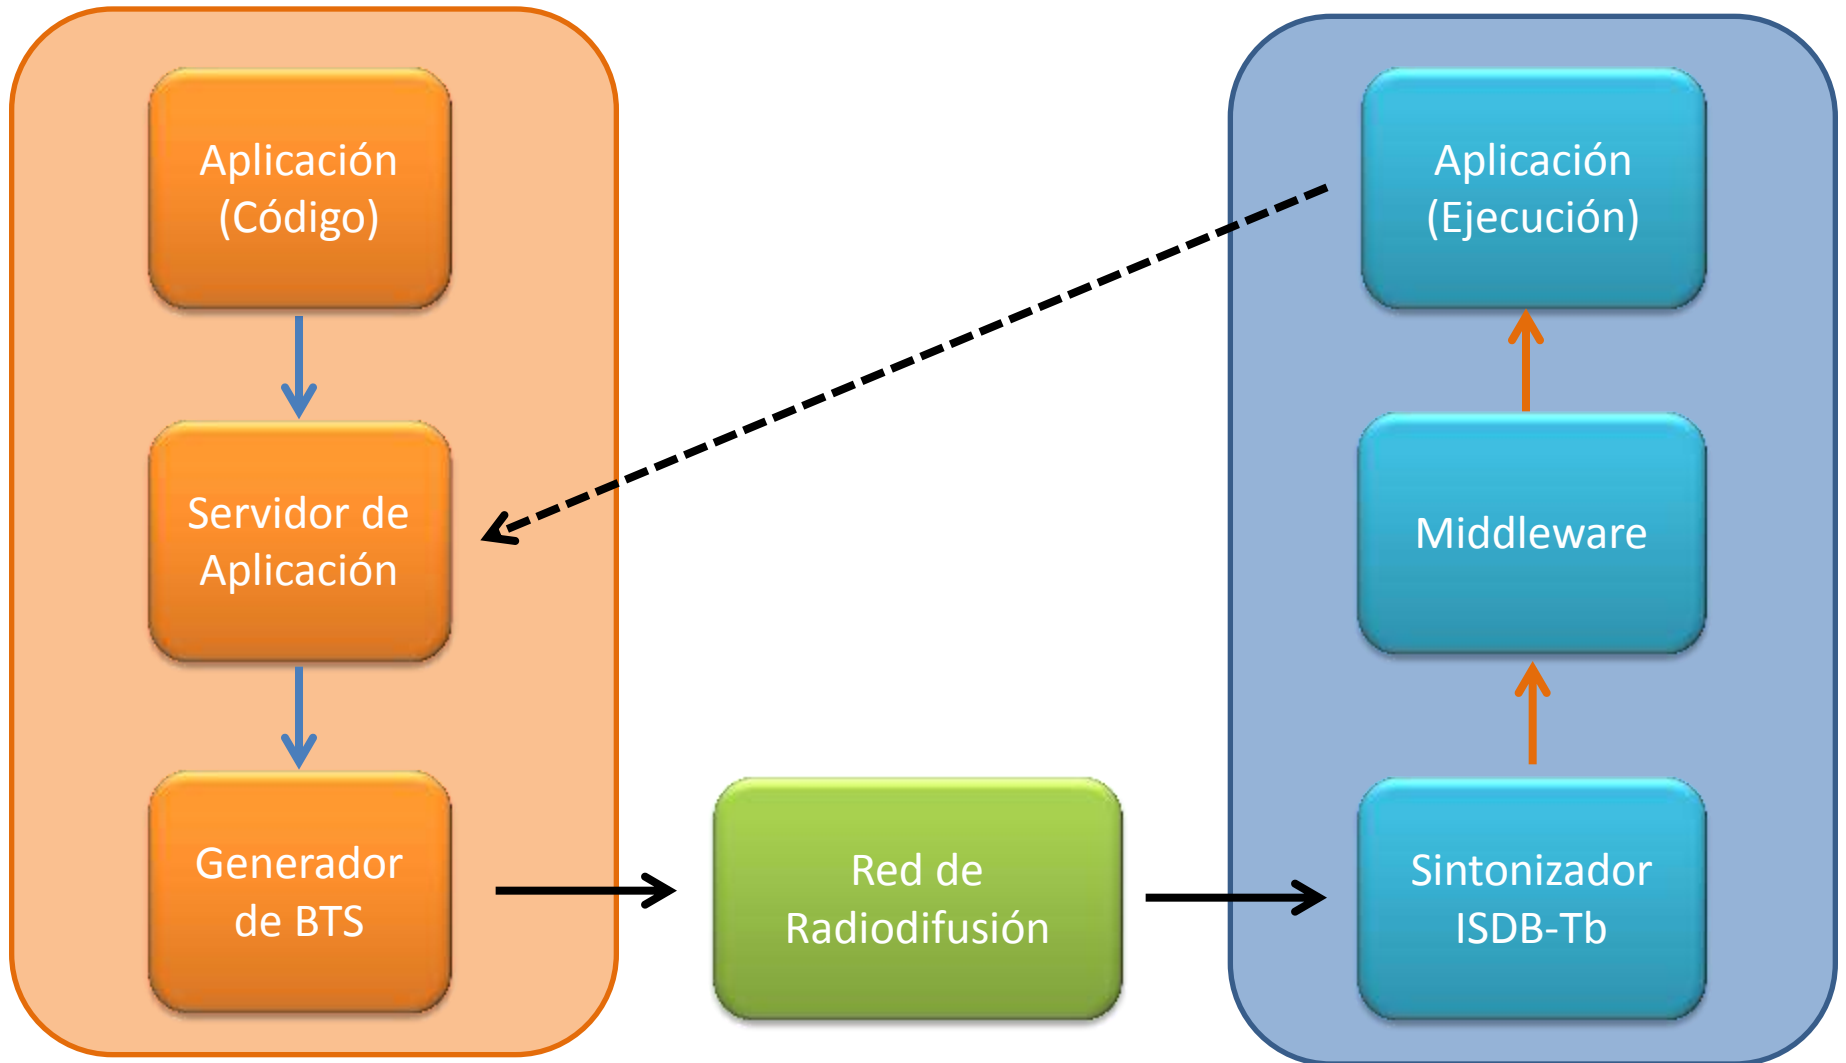 Aplicación
(Código)
Servidor de
Aplicación
Generador
de BTS
Red de
Radiodifusión
Aplicación
(Ejecución)
Middleware
Sintonizador
ISDB-Tb